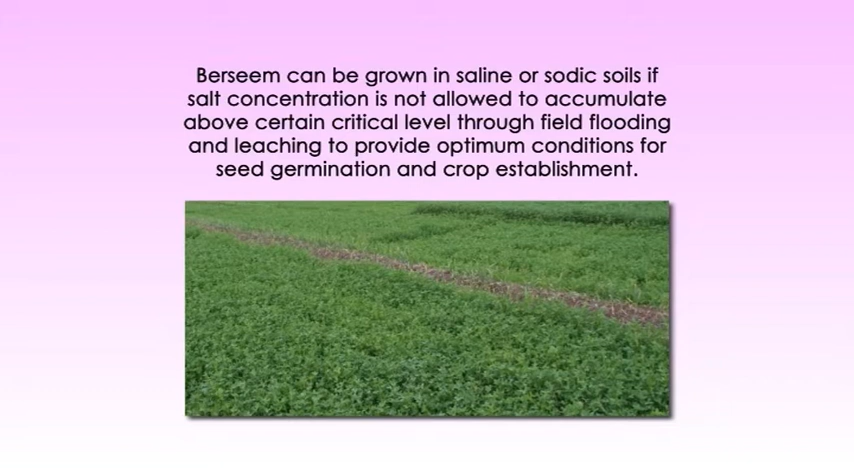 Berseem can be grown in saline or sodic soils if
salt concentration is not allowed to accumulate
above certain critical level through field flooding
and leaching to provide optimum conditions for
seed germination and crop establishment.